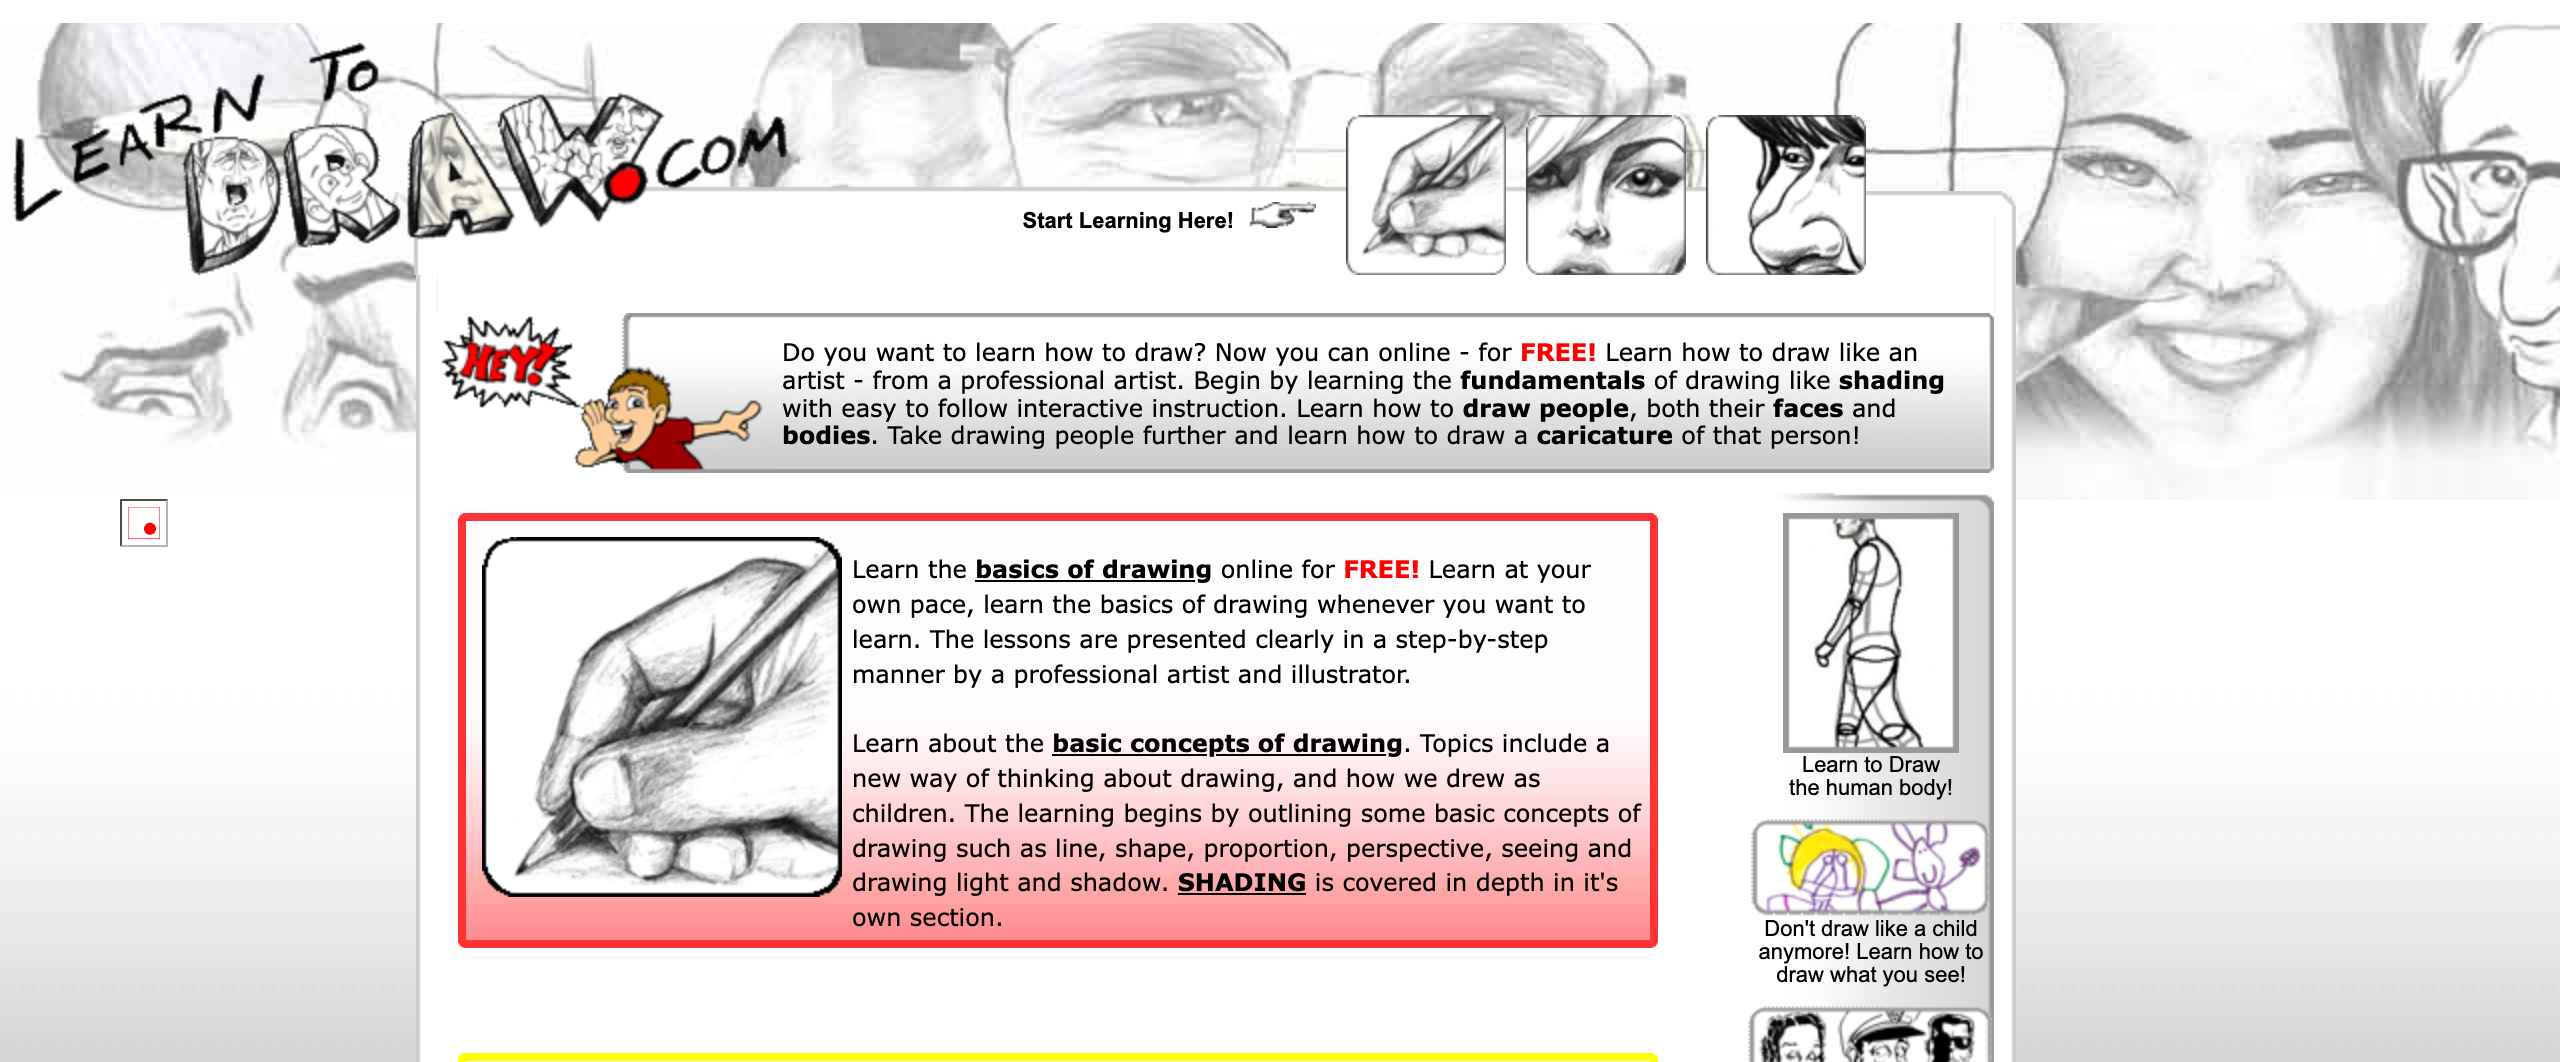 LEARN TO
DRAW.COM
Start Learning Here!
HEY!
Do you want to learn how to draw? Now you can online - for FREE! Learn how to draw like an
artist - from a professional artist. Begin by learning the fundamentals of drawing like shading
with easy to follow interactive instruction. Learn how to draw people, both their faces and
bodies. Take drawing people further and learn how to draw a caricature of that person!
Learn the basics of drawing online for FREE! Learn at your
own pace, learn the basics of drawing whenever you want to
learn. The lessons are presented clearly in a step-by-step
manner by a professional artist and illustrator.
Learn about the basic concepts of drawing. Topics include a
new way of thinking about drawing, and how we drew as
children. The learning begins by outlining some basic concepts of
drawing such as line, shape, proportion, perspective, seeing and
drawing light and shadow. SHADING is covered in depth in it's
own section.
Learn to Draw
the human body!
Don't draw like a child
anymore! Learn how to
draw what you see!